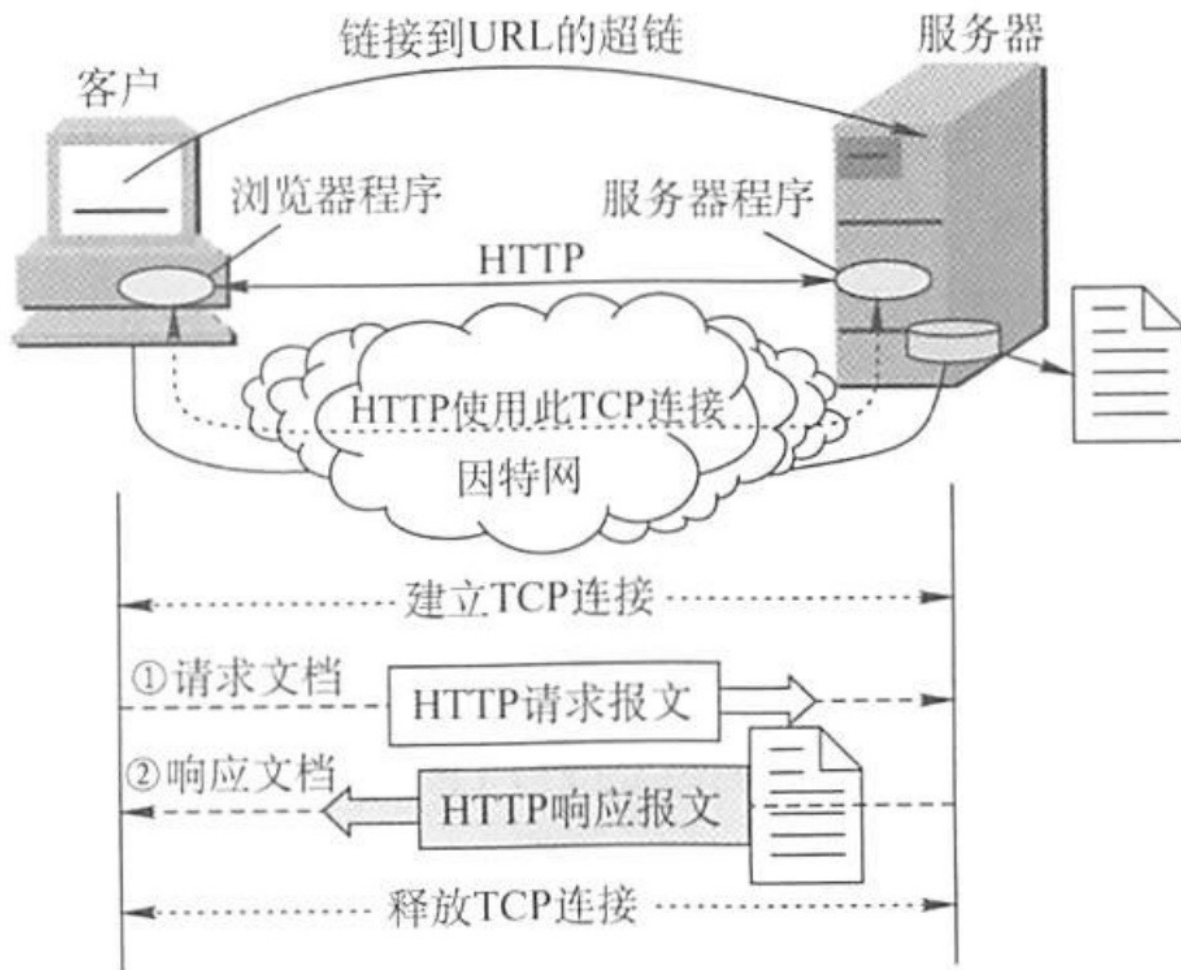 链接到URL的超链
服务器
客户
浏览器程序
服务器程序
HTTP
HTTP使用此TCP连接
因特网
建立TCP连接
①请求文档
HTTP请求报文
②响应文档
HTTP响应报文
释放TCP连接